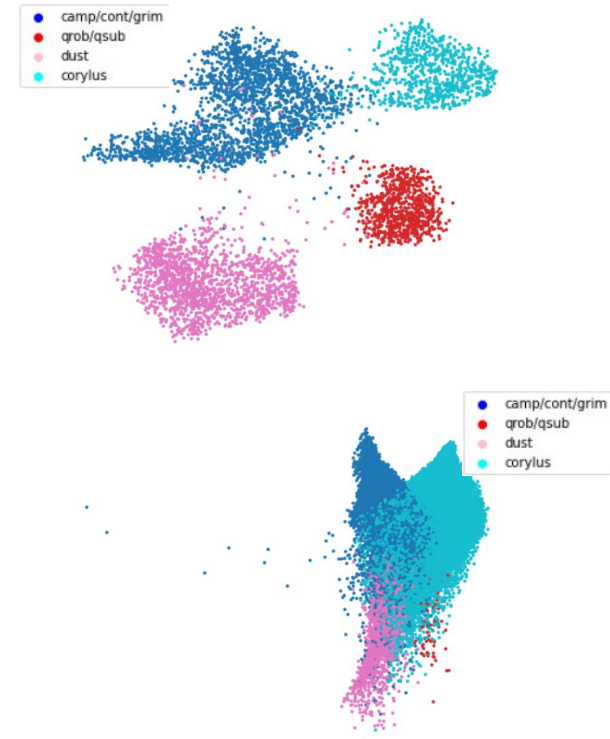 camp/cont/grim
qrob/qsub
dust
corylus
camp/cont/grim
qrob/qsub
dust
corylus